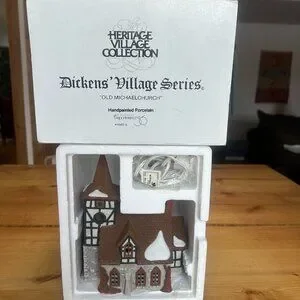 HERITAGE
VILLAGE
COLLECTION
Dickens' Village Series®
"OLD MICHAELCHURCH"
Handpainted Porcelain